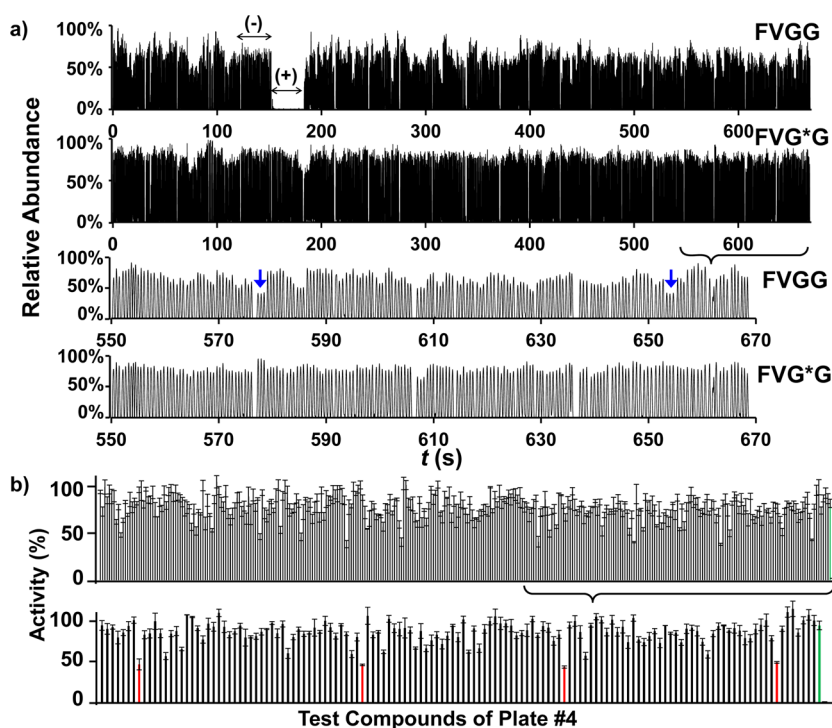 a)
(-)
FVGG
(+)
100%
50%
0%
0 100 200 300 400 500 600
FVG*G
100%
50%
0%
0 100 200 300 400 500 600
Relative Abundance
FVGG
100%
50%
0%
550 570 590 610 630 650 670
FVG*G
100%
50%
0%
550 570 590 610 630 650 670
t (s)
b)
100
50
0
Activity (%)
100
50
0
Test Compounds of Plate #4